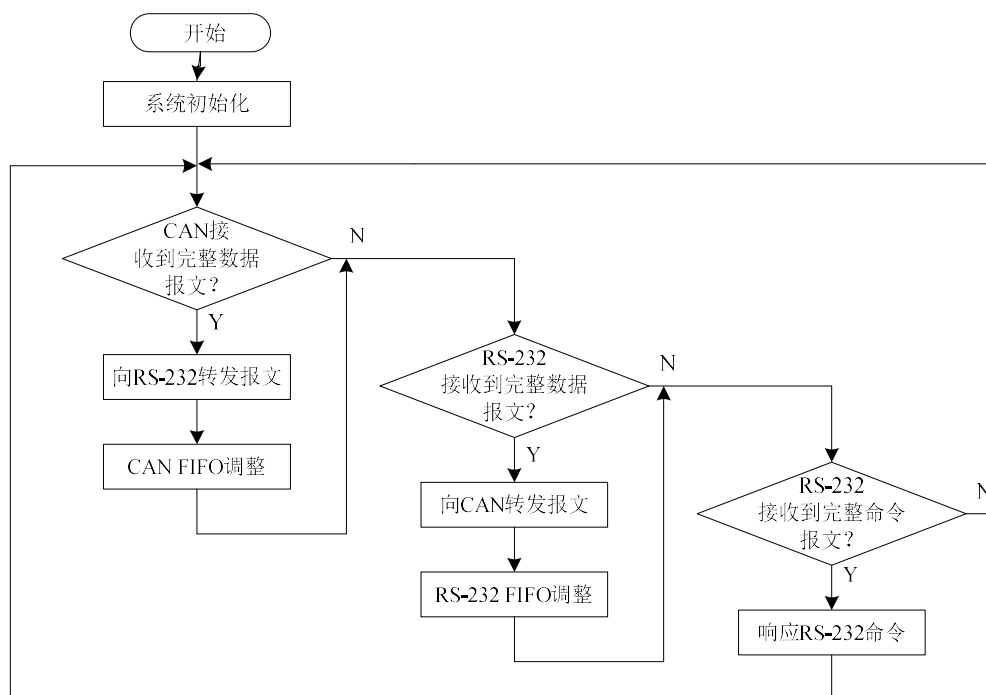 开始
系统初始化
CAN接
收到完整数据
报文？
N
Y
向RS-232转发报文
CAN FIFO调整
RS-232
接收到完整数据
报文？
N
Y
向CAN转发报文
RS-232 FIFO调整
RS-232
接收到完整命令
报文？
N
Y
响应RS-232命令